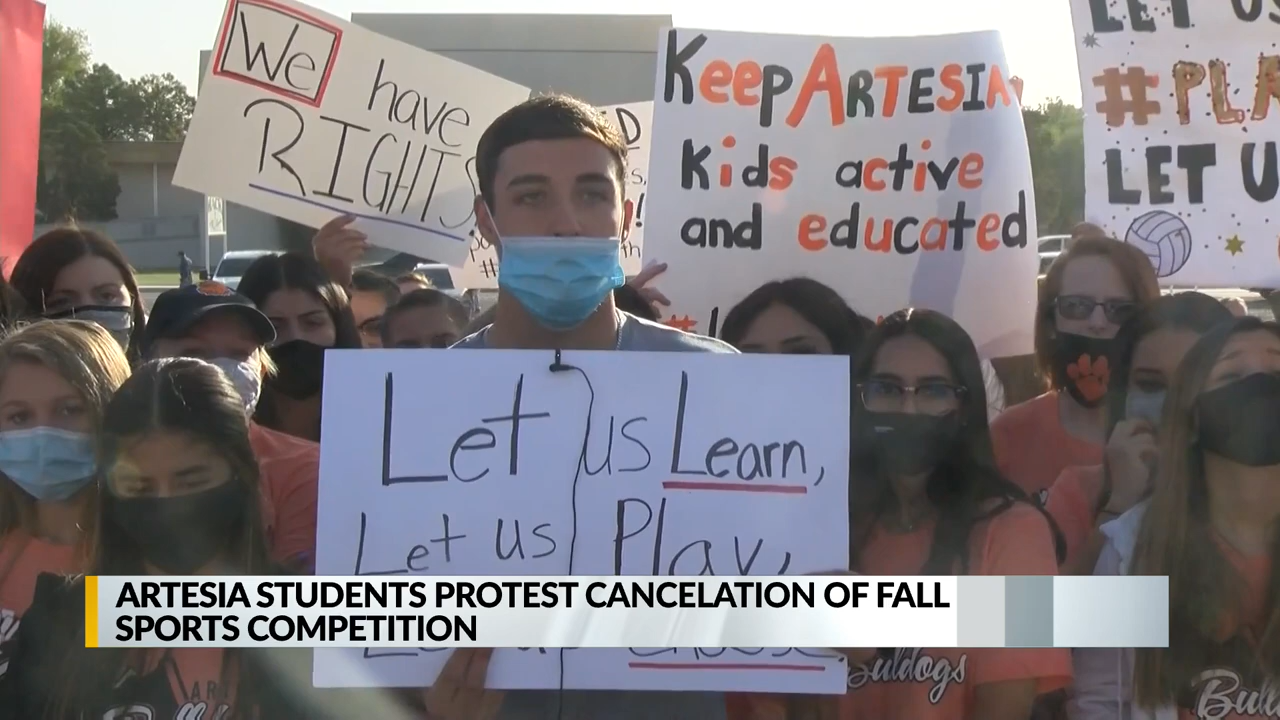 We
have
RIGHTS
Keep ARTESIA
Kids active
and educated
LET US
#PLA
LET U
Let us Learn,
Let us Play,
ARTESIA STUDENTS PROTEST CANCELATION OF FALL
SPORTS COMPETITION
Bulldogs